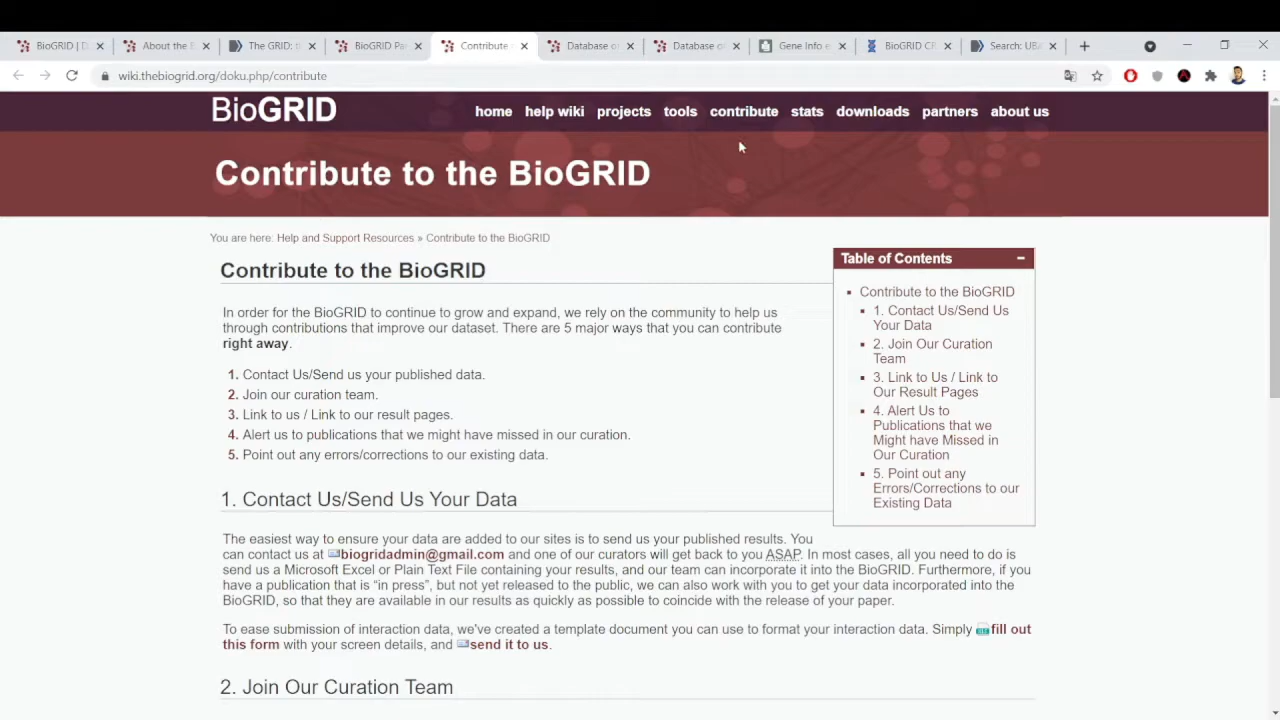 BioGRID | D
About the B
The GRID: p
BioGRID Pa
Contribute
Database o
Database o
Gene Info e
BioGRID CR
Search: UBA
wiki.thebiogrid.org/doku.php/contribute
BioGRID
home help wiki projects tools contribute stats downloads partners about us
Contribute to the BioGRID
You are here: Help and Support Resources » Contribute to the BioGRID
Contribute to the BioGRID
In order for the BioGRID to continue to grow and expand, we rely on the community to help us
through contributions that improve our dataset. There are 5 major ways that you can contribute
right away.
1. Contact Us/Send us your published data.
2. Join our curation team.
3. Link to us / Link to our result pages.
4. Alert us to publications that we might have missed in our curation.
5. Point out any errors/corrections to our existing data.
Table of Contents
Contribute to the BioGRID
1. Contact Us/Send Us
Your Data
2. Join Our Curation
Team
3. Link to Us / Link to
Our Result Pages
4. Alert Us to
Publications that we
Might have Missed in
Our Curation
5. Point out any
Errors/Corrections to our
Existing Data
1. Contact Us/Send Us Your Data
The easiest way to ensure your data are added to our sites is to send us your published results. You
can contact us at biogridadmin@gmail.com and one of our curators will get back to you ASAP. In most cases, all you need to do is
send us a Microsoft Excel or Plain Text File containing your results, and our team can incorporate it into the BioGRID. Furthermore, if you
have a publication that is “in press”, but not yet released to the public, we can also work with you to get your data incorporated into the
BioGRID, so that they are available in our results as quickly as possible to coincide with the release of your paper.
To ease submission of interaction data, we've created a template document you can use to format your interaction data. Simply fill out
this form with your screen details, and send it to us.
2. Join Our Curation Team